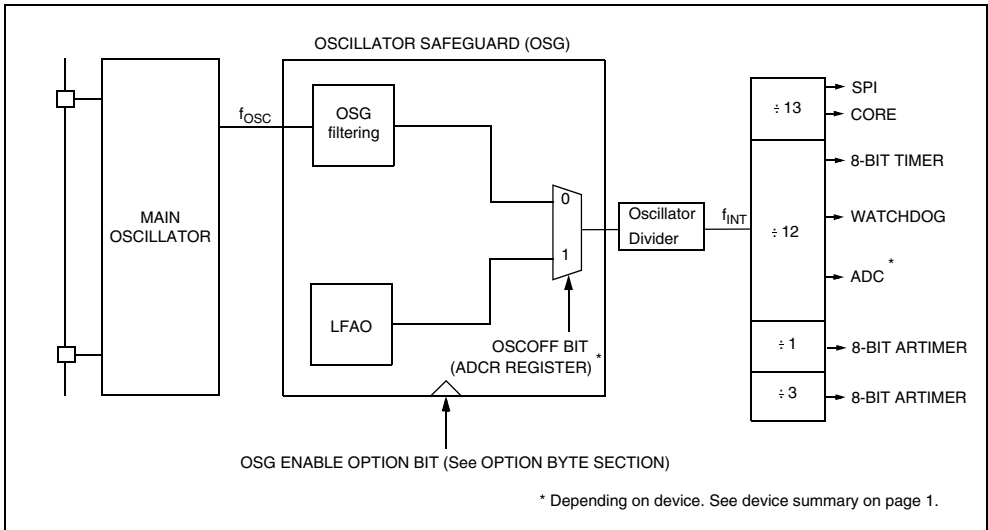 OSCILLATOR SAFEGUARD (OSG)
MAIN
OSCILLATOR
fOSC
OSG
filtering
LFAO
0
1
OSCOFF BIT
(ADCR REGISTER) *
Oscillator
Divider
fINT
÷ 13
÷ 12
÷ 1
÷ 3
SPI
CORE
8-BIT TIMER
WATCHDOG
ADC *
8-BIT ARTIMER
8-BIT ARTIMER
OSG ENABLE OPTION BIT (See OPTION BYTE SECTION)
* Depending on device. See device summary on page 1.